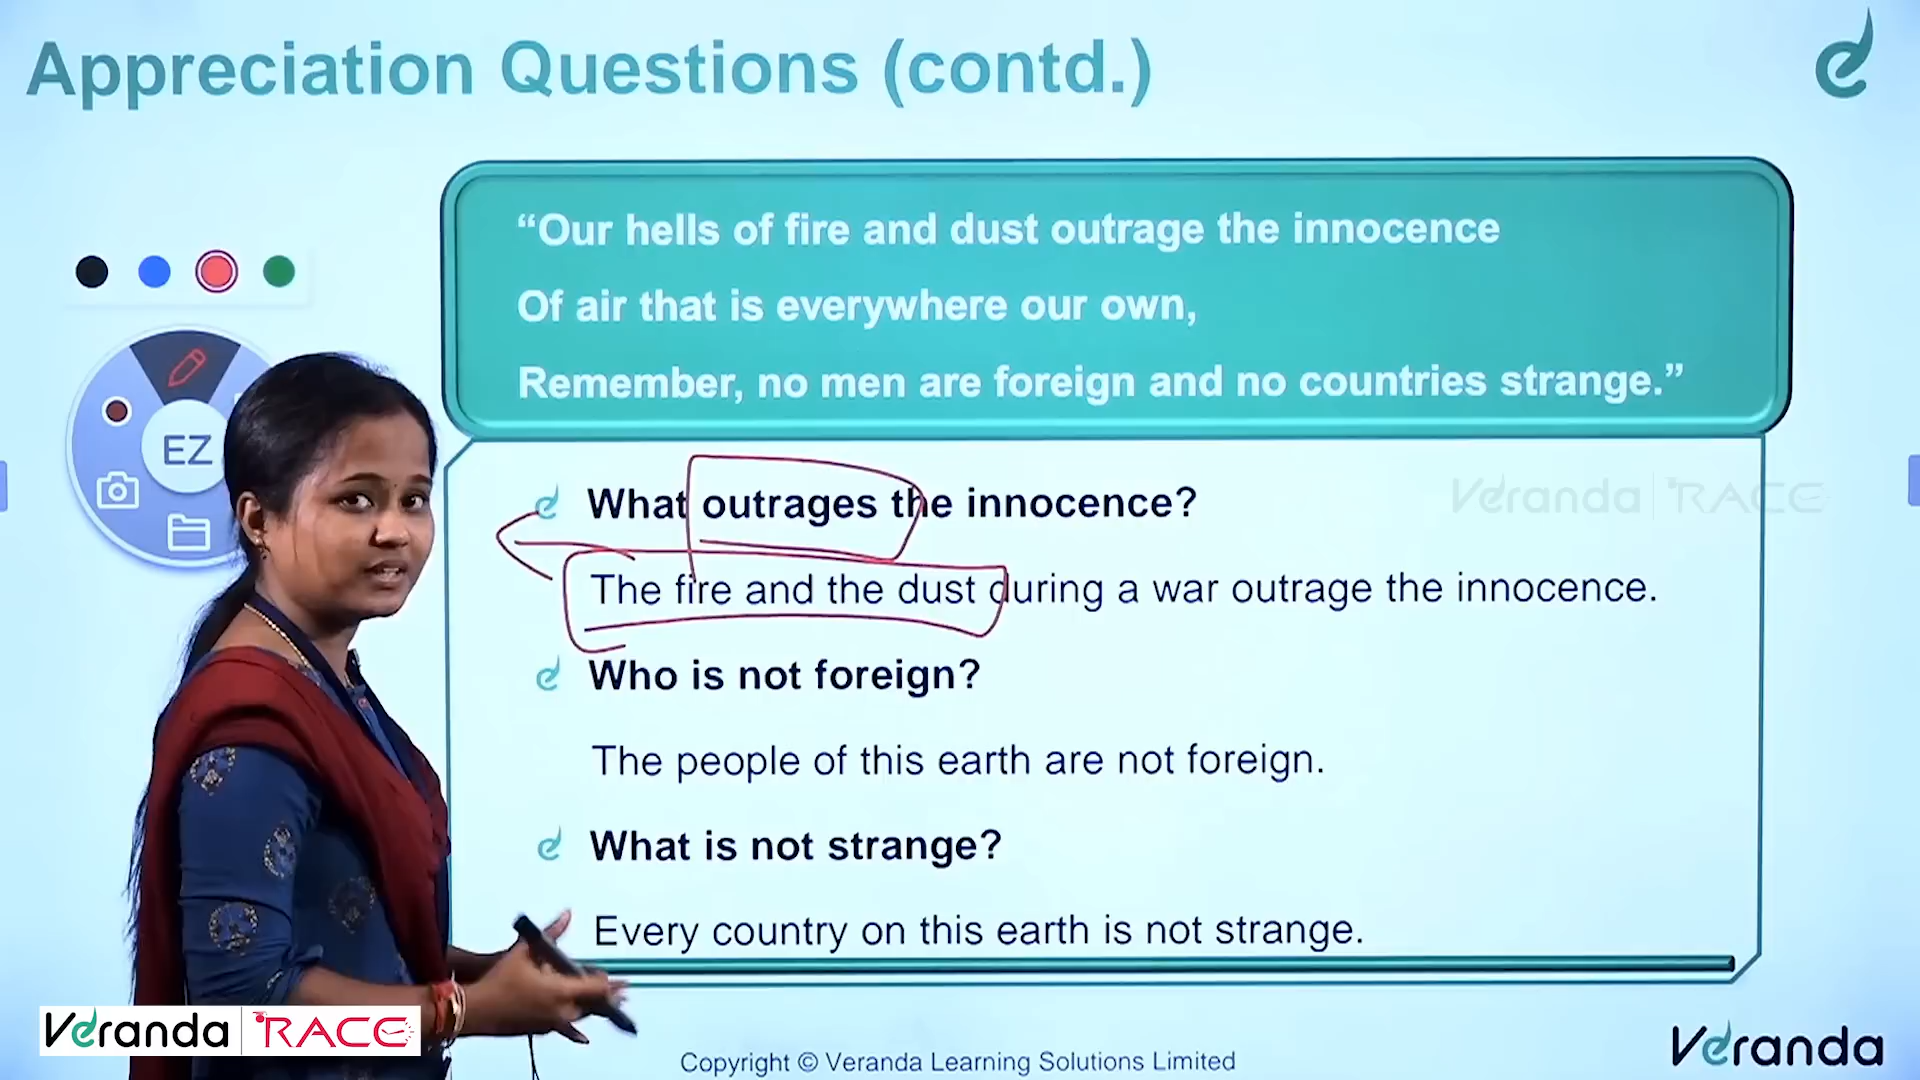 Appreciation Questions (contd.)
“Our hells of fire and dust outrage the innocence
Of air that is everywhere our own,
Remember, no men are foreign and no countries strange.”
EZ
What outrages the innocence?
Veranda RACE
The fire and the dust during a war outrage the innocence.
Who is not foreign?
The people of this earth are not foreign.
What is not strange?
Every country on this earth is not strange.
Veranda RACE
Copyright © Veranda Learning Solutions Limited
Veranda